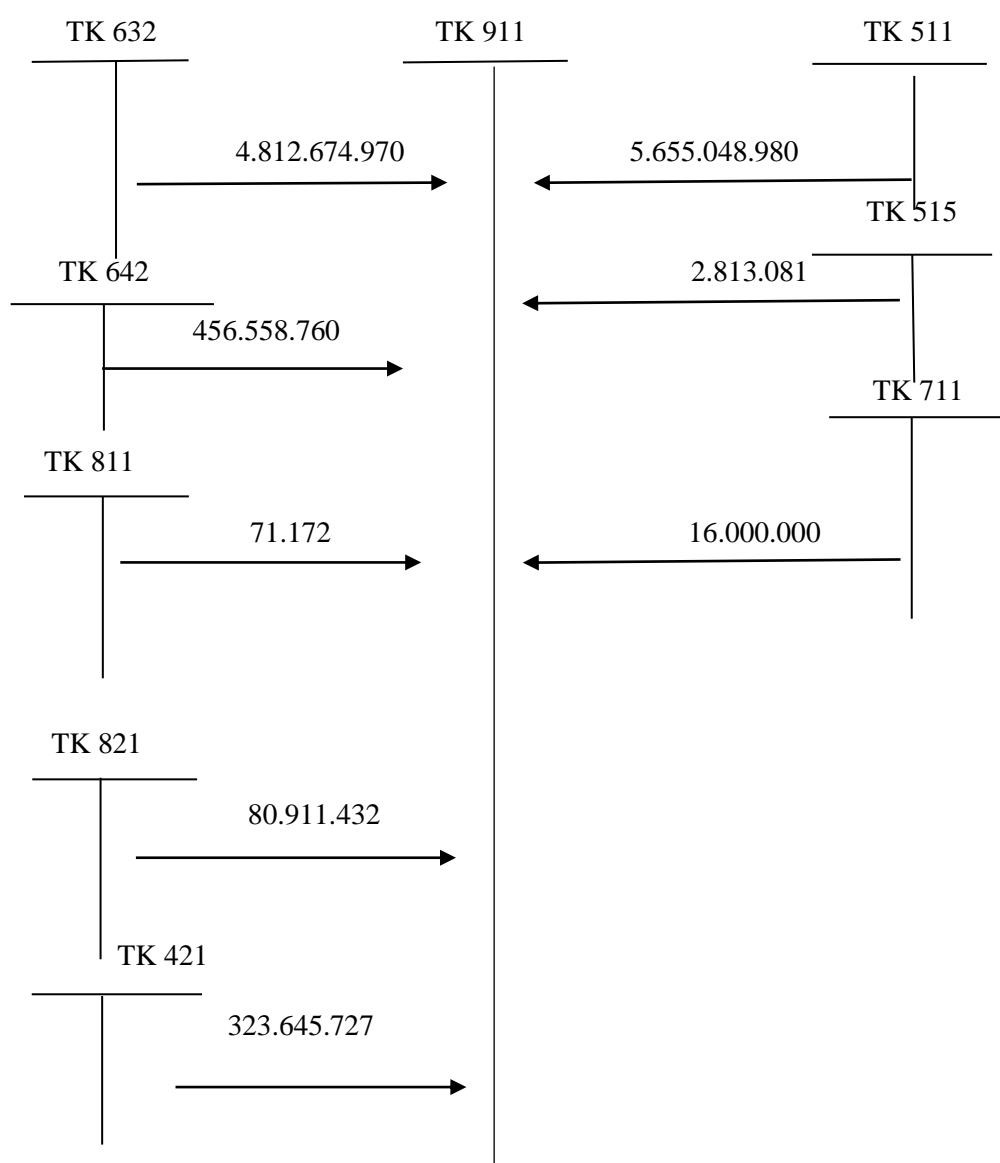 TK 632 TK 911 TK 511
4.812.674.970 5.655.048.980
TK 515
TK 642 2.813.081
456.558.760
TK 711
TK 811
71.172 16.000.000
TK 821
80.911.432
TK 421
323.645.727